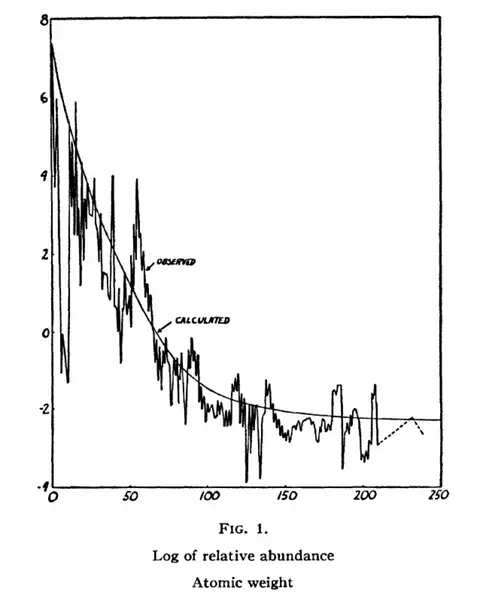 8
6
4
2
OBSERVED
CALCULATED
0
-2
-4
0 50 100 150 200 250
FIG. 1.
Log of relative abundance
Atomic weight